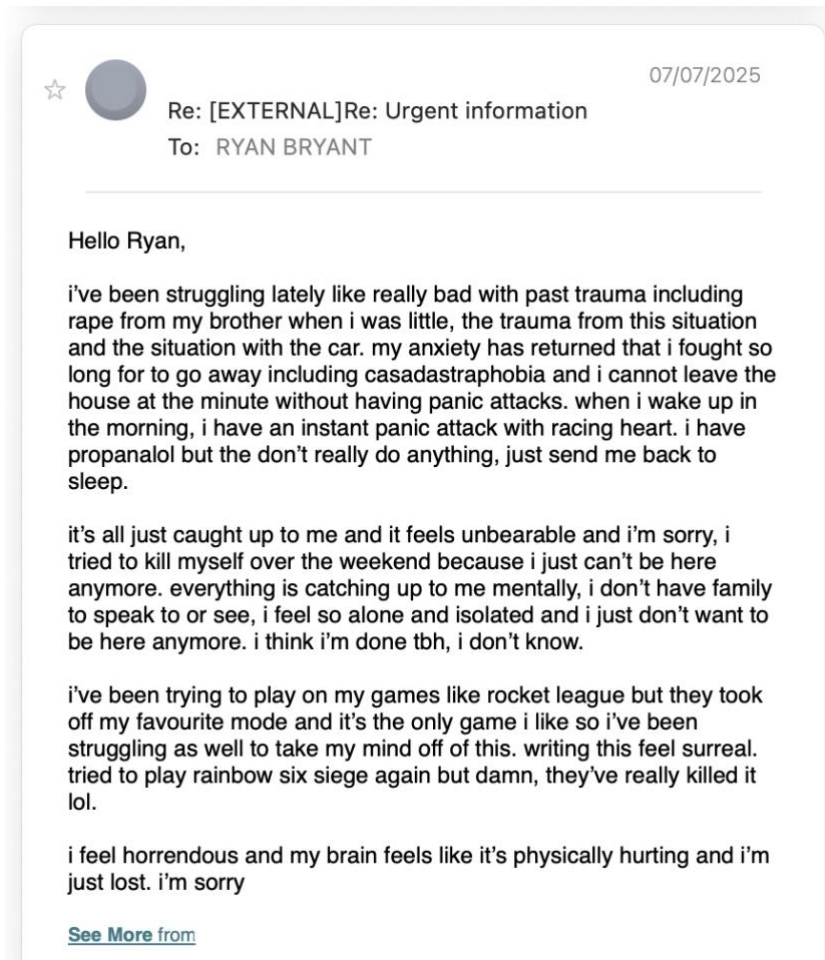 07/07/2025
Re: [EXTERNAL]Re: Urgent information
To: RYAN BRYANT
Hello Ryan,
i've been struggling lately like really bad with past trauma including
rape from my brother when i was little, the trauma from this situation
and the situation with the car. my anxiety has returned that i fought so
long for to go away including casadastraphobia and i cannot leave the
house at the minute without having panic attacks. when i wake up in
the morning, i have an instant panic attack with racing heart. i have
propanalol but the don't really do anything, just send me back to
sleep.
it's all just caught up to me and it feels unbearable and i'm sorry, i
tried to kill myself over the weekend because i just can't be here
anymore. everything is catching up to me mentally, i don't have family
to speak to or see, i feel so alone and isolated and i just don't want to
be here anymore. i think i'm done tbh, i don't know.
i've been trying to play on my games like rocket league but they took
off my favourite mode and it's the only game i like so i've been
struggling as well to take my mind off of this. writing this feel surreal.
tried to play rainbow six siege again but damn, they've really killed it
lol.
i feel horrendous and my brain feels like it's physically hurting and i'm
just lost. i'm sorry
See More from